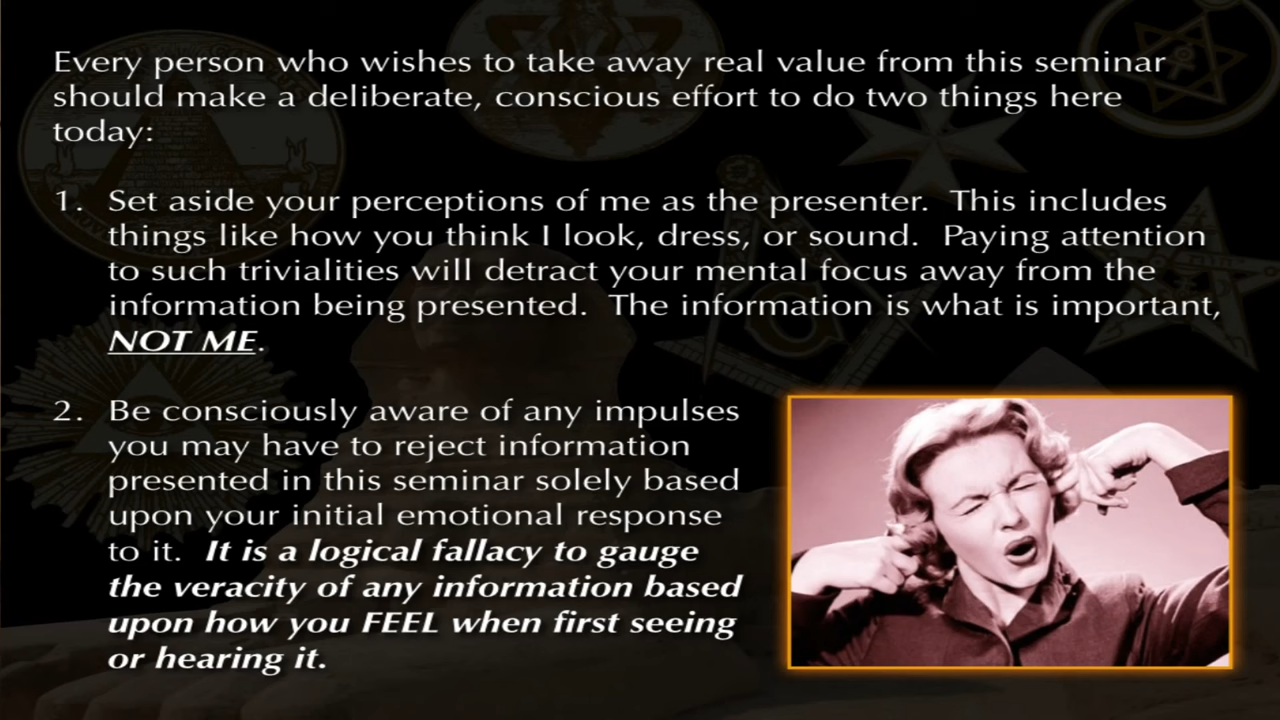 Every person who wishes to take away real value from this seminar
should make a deliberate, conscious effort to do two things here
today:
1. Set aside your perceptions of me as the presenter. This includes
things like how you think I look, dress, or sound. Paying attention
to such trivialities will detract your mental focus away from the
information being presented. The information is what is important,
NOT ME.
2. Be consciously aware of any impulses
you may have to reject information
presented in this seminar solely based
upon your initial emotional response
to it. It is a logical fallacy to gauge
the veracity of any information based
upon how you FEEL when first seeing
or hearing it.